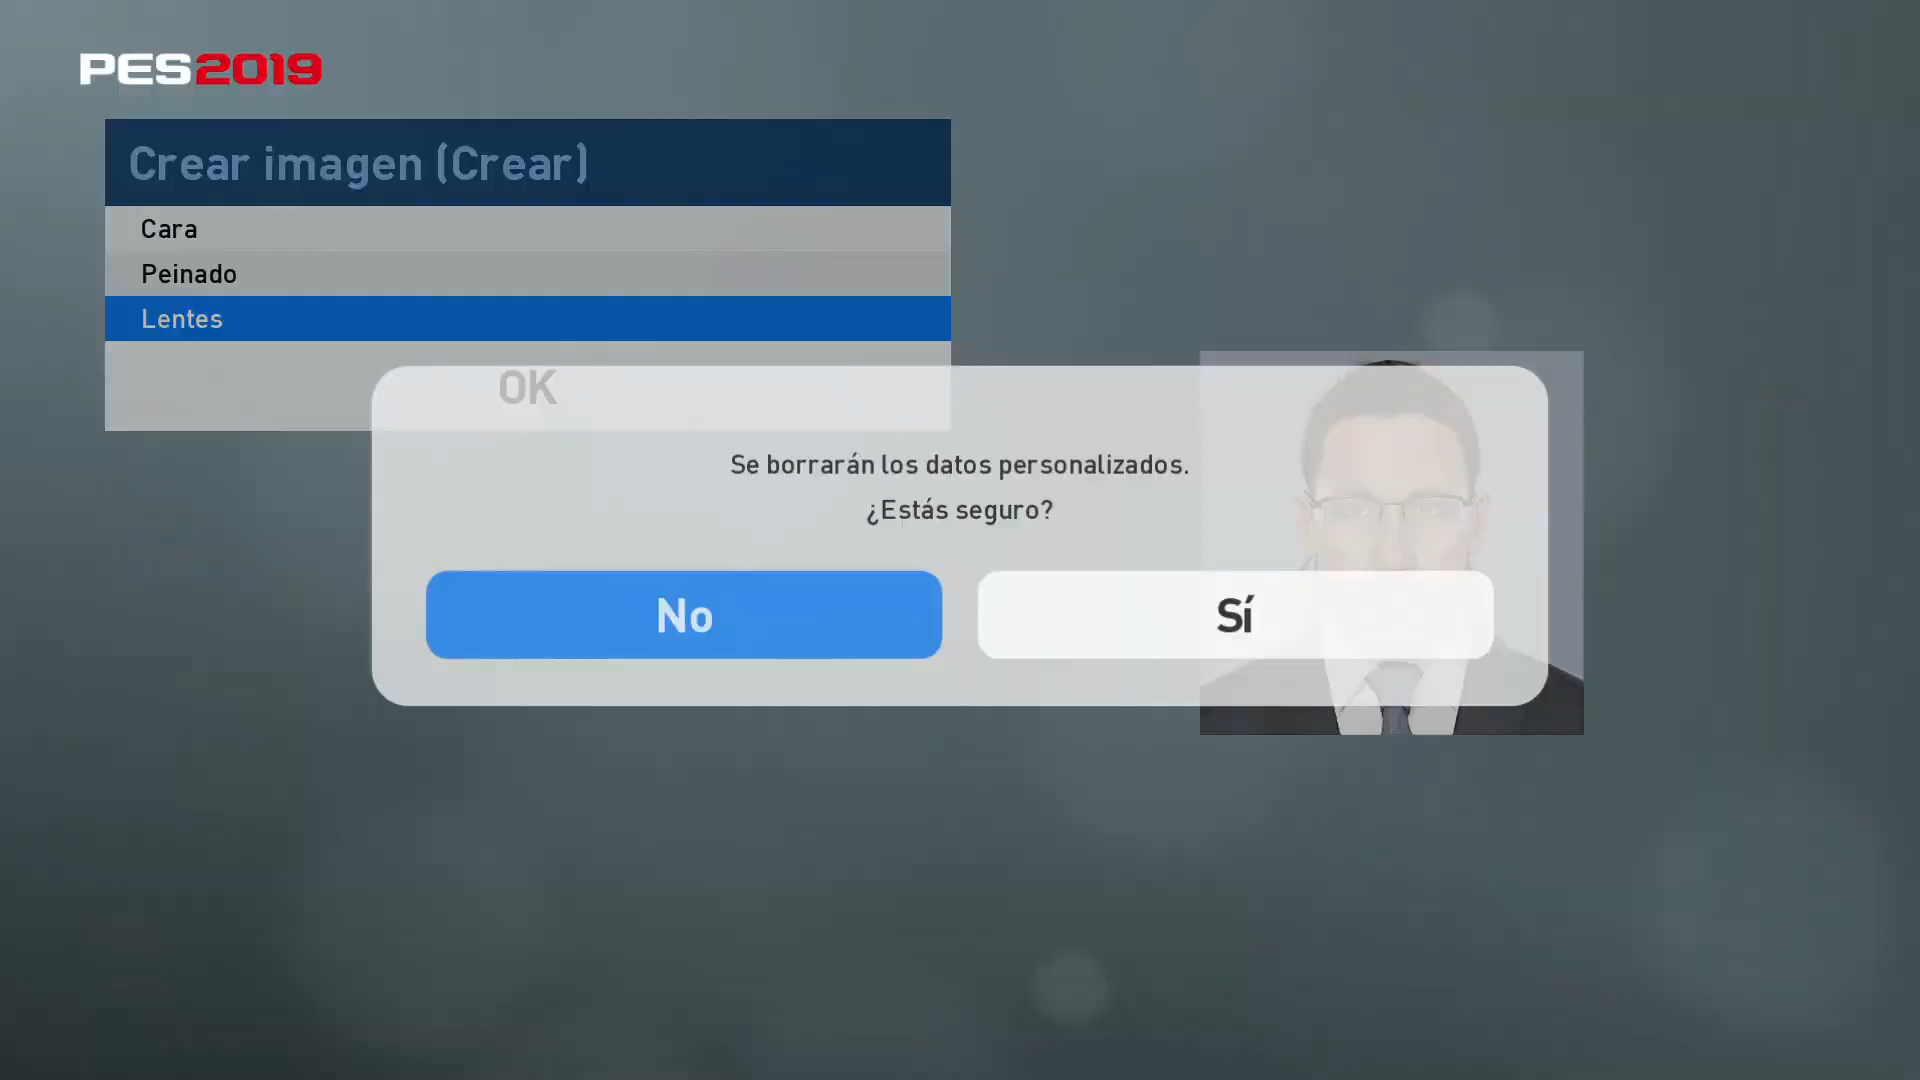 PES2019
Crear imagen (Crear)
Cara
Peinado
Lentes
OK
Se borrarán los datos personalizados.
¿Estás seguro?
No
Sí